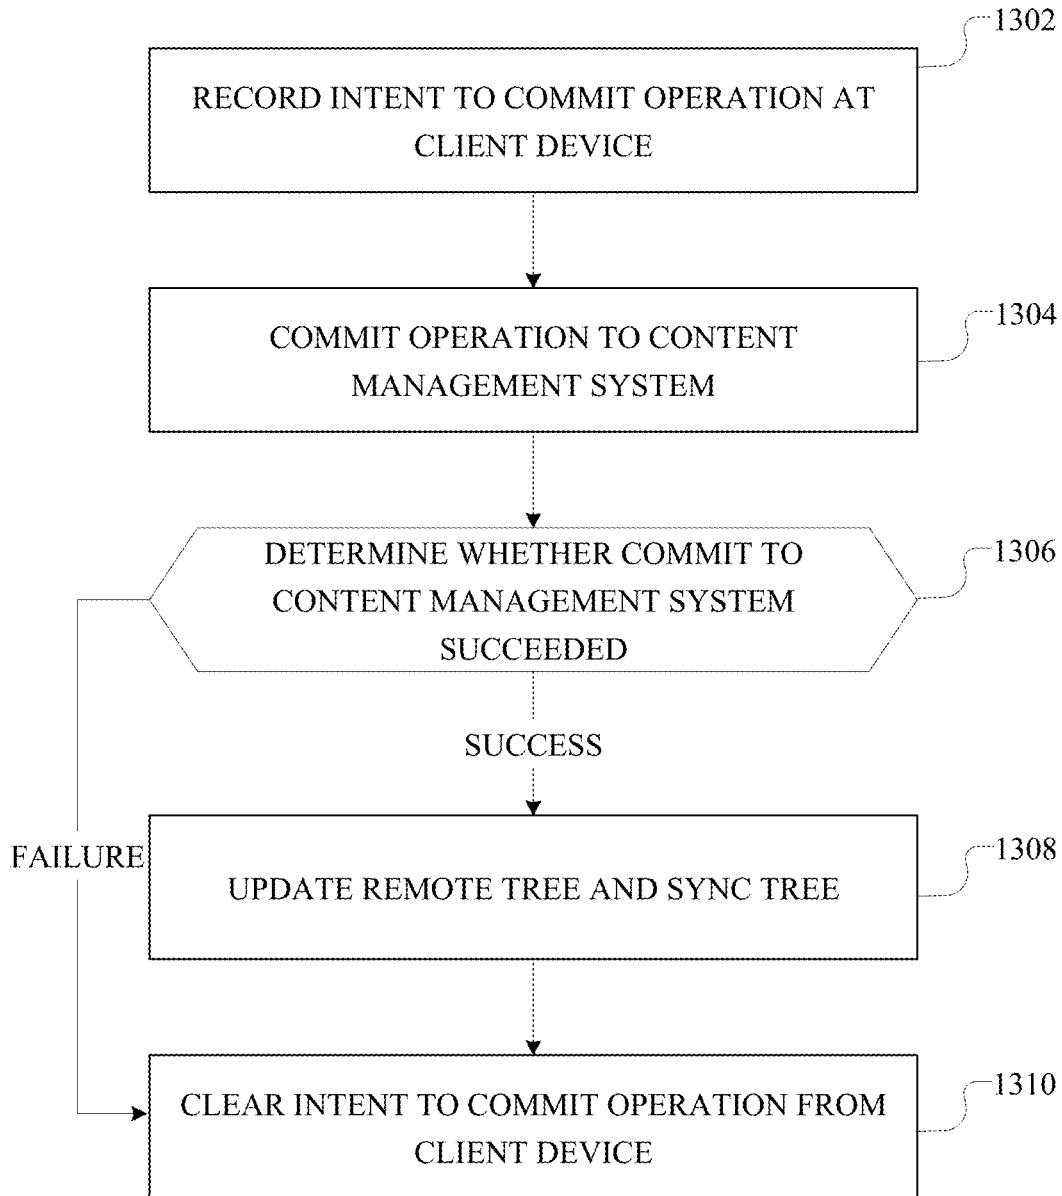 1302
RECORD INTENT TO COMMIT OPERATION AT
CLIENT DEVICE
1304
COMMIT OPERATION TO CONTENT
MANAGEMENT SYSTEM
1306
DETERMINE WHETHER COMMIT TO
CONTENT MANAGEMENT SYSTEM
SUCCEEDED
SUCCESS
FAILURE
1308
UPDATE REMOTE TREE AND SYNC TREE
1310
CLEAR INTENT TO COMMIT OPERATION FROM
CLIENT DEVICE